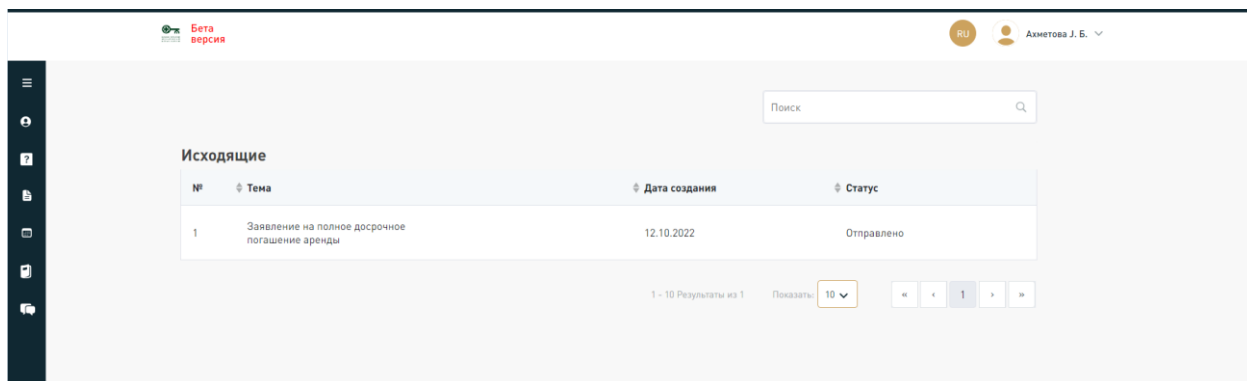 Бета
версия
RU
Ахметова J. Б.
Поиск
Исходящие
№ Тема Дата создания Статус
1 Заявление на полное досрочное погашение аренды 12.10.2022 Отправлено
1 - 10 Результаты из 1 Показать: 10 « ‹ 1 › »